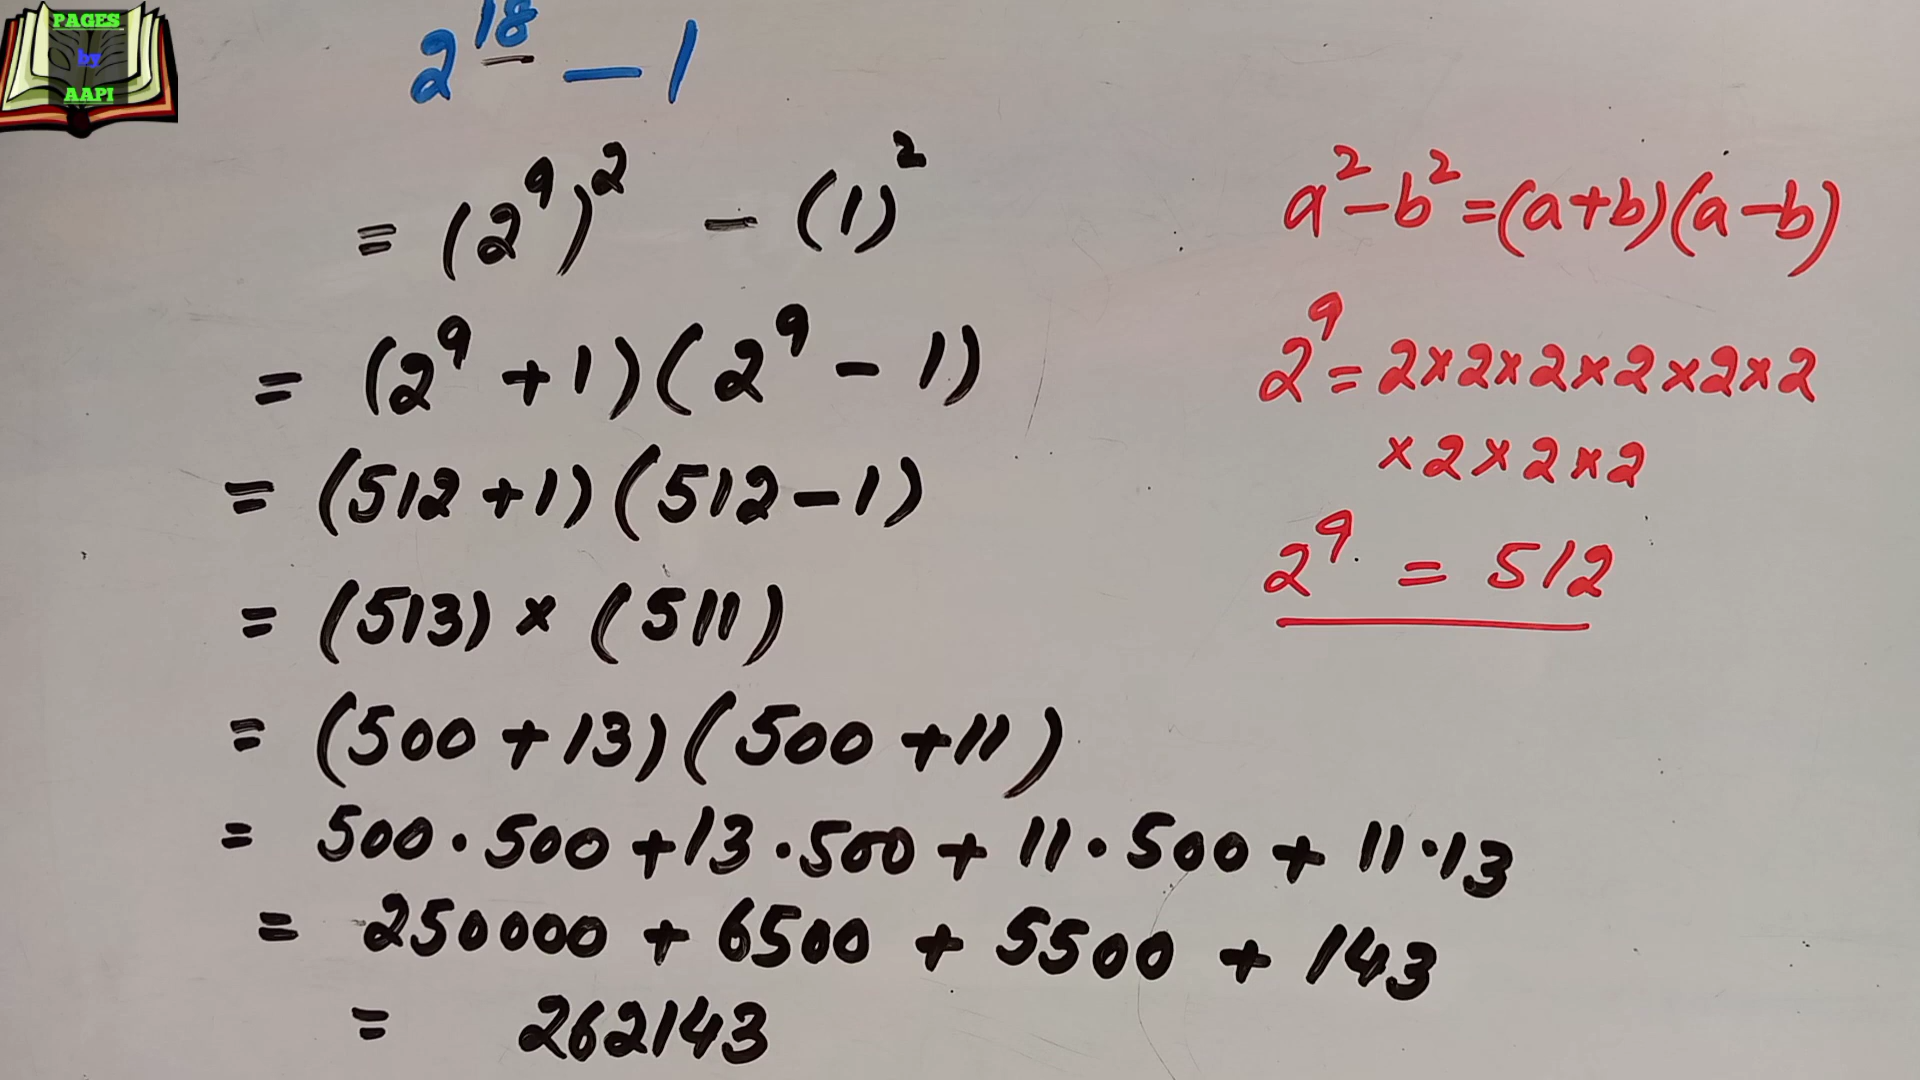 PAGES
by
AAPI
2^18 - 1
= (2^9)^2 - (1)^2
= (2^9 + 1)(2^9 - 1)
= (512 + 1)(512 - 1)
= (513) × (511)
= (500 + 13)(500 + 11)
= 500 · 500 + 13 · 500 + 11 · 500 + 11 · 13
= 250000 + 6500 + 5500 + 143
= 262143
a^2 - b^2 = (a+b)(a-b)
2^9 = 2×2×2×2×2×2
×2×2×2
2^9 = 512